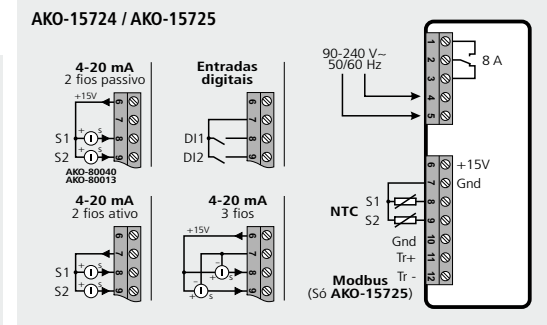 AKO-15724 / AKO-15725
4-20 mA
2 fios passivo
+15V
6
7
8
9
+ s
S1
+ s
S2
AKO-80040
AKO-80013
Entradas
digitais
6
7
8
9
DI1
DI2
4-20 mA
2 fios ativo
6
7
8
9
+ s
S1
+ s
S2
4-20 mA
3 fios
+15V
6
7
8
9
–
+ s
–
+ s
90-240 V~
50/60 Hz
1
2
3
4
5
8 A
6
7
8
9
10
11
12
+15V
Gnd
NTC
S1
S2
Gnd
Tr+
Tr -
Modbus
(Só AKO-15725)